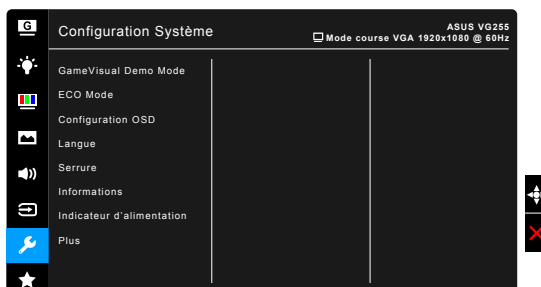 G
Configuration Système
ASUS VG255
Mode course VGA 1920x1080 @ 60Hz
GameVisual Demo Mode
ECO Mode
Configuration OSD
Langue
Serrure
Informations
Indicateur d’alimentation
Plus